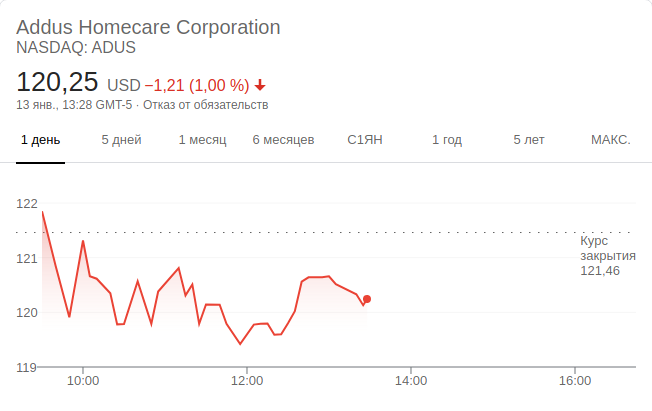 Addus Homecare Corporation
NASDAQ: ADUS
120,25 USD −1,21 (1,00 %)
13 янв., 13:28 GMT-5 · Отказ от обязательств
1 день 5 дней 1 месяц 6 месяцев С1ЯН 1 год 5 лет МАКС.
122
Курс
закрытия
121,46
121
120
119
10:00 12:00 14:00 16:00